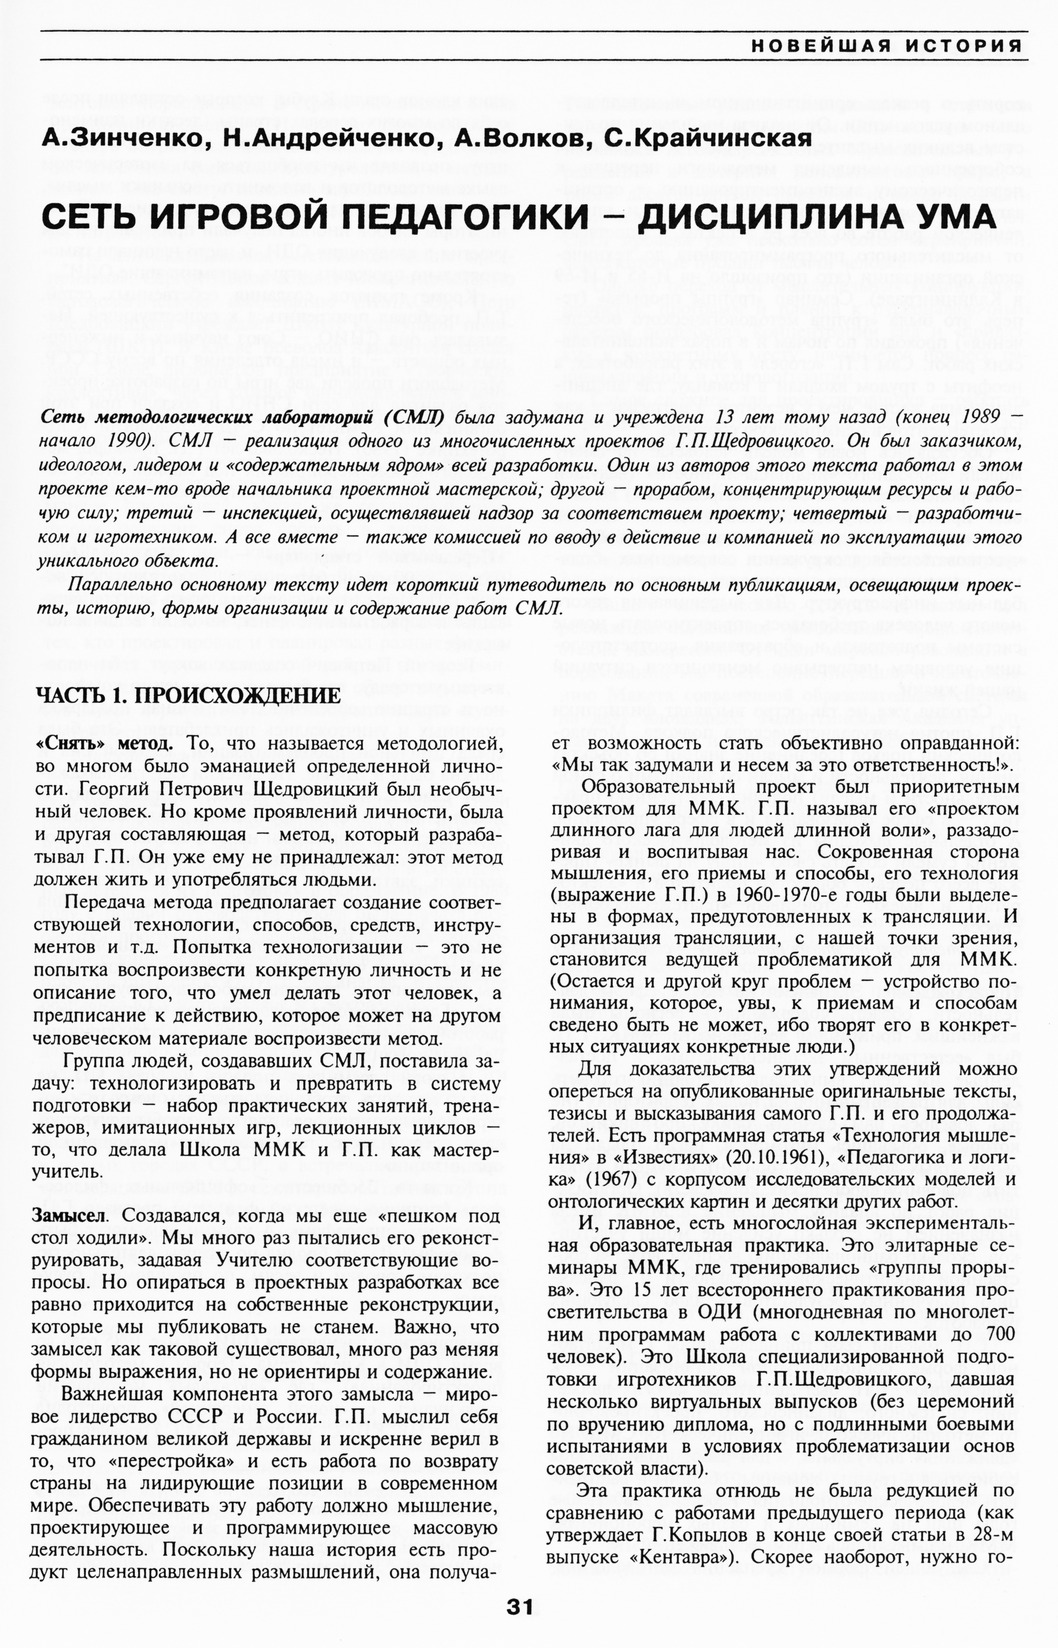 НОВЕЙШАЯ ИСТОРИЯ
А.Зинченко, Н.Андрейченко, А.Волков, С.Крайчинская
СЕТЬ ИГРОВОЙ ПЕДАГОГИКИ – ДИСЦИПЛИНА УМА
Сеть методологических лабораторий (СМЛ) была задумана и учреждена 13 лет тому назад (конец 1989 –
начало 1990). СМЛ – реализация одного из многочисленных проектов Г.П.Щедровицкого. Он был заказчиком,
идеологом, лидером и «содержательным ядром» всей разработки. Один из авторов этого текста работал в этом
проекте кем-то вроде начальника проектной мастерской; другой – прорабом, концентрирующим ресурсы и рабо-
чую силу; третий – инспекцией, осуществлявшей надзор за соответствием проекту; четвертый – разработчи-
ком и игротехником. А все вместе – также комиссией по вводу в действие и компанией по эксплуатации этого
уникального объекта.
Параллельно основному тексту идет короткий путеводитель по основным публикациям, освещающим проек-
ты, историю, формы организации и содержание работ СМЛ.
ЧАСТЬ 1. ПРОИСХОЖДЕНИЕ
«Снять» метод. То, что называется методологией,
во многом было эманацией определенной лично-
сти. Георгий Петрович Щедровицкий был необыч-
ный человек. Но кроме проявлений личности, была
и другая составляющая – метод, который разраба-
тывал Г.П. Он уже ему не принадлежал: этот метод
должен жить и употребляться людьми.
Передача метода предполагает создание соответ-
ствующей технологии, способов, средств, инстру-
ментов и т.д. Попытка технологизации – это не
попытка воспроизвести конкретную личность и не
описание того, что умел делать этот человек, а
предписание к действию, которое может на другом
человеческом материале воспроизвести метод.
Группа людей, создававших СМЛ, поставила за-
дачу: технологизировать и превратить в систему
подготовки – набор практических занятий, трена-
жеров, имитационных игр, лекционных циклов –
то, что делала Школа ММК и Г.П. как мастер-
учитель.
Замысел. Создавался, когда мы еще «пешком под
стол ходили». Мы много раз пытались его реконст-
руировать, задавая Учителю соответствующие во-
просы. Но опираться в проектных разработках все
равно приходится на собственные реконструкции,
которые мы публиковать не станем. Важно, что
замысел как таковой существовал, много раз меняя
формы выражения, но не ориентиры и содержание.
Важнейшая компонента этого замысла – миро-
вое лидерство СССР и России. Г.П. мыслил себя
гражданином великой державы и искренне верил в
то, что «перестройка» и есть работа по возврату
страны на лидирующие позиции в современном
мире. Обеспечивать эту работу должно мышление,
проектирующее и программирующее массовую
деятельность. Поскольку наша история есть про-
дукт целенаправленных размышлений, она получа-
ет возможность стать объективно оправданной:
«Мы так задумали и несем за это ответственность!».
Образовательный проект был приоритетным
проектом для ММК. Г.П. называл его «проектом
длинного лага для людей длинной воли», раззадо-
ривая и воспитывая нас. Сокровенная сторона
мышления, его приемы и способы, его технология
(выражение Г.П.) в 1960-1970-е годы были выделе-
ны в формах, предуготовленных к трансляции. И
организация трансляции, с нашей точки зрения,
становится ведущей проблематикой для ММК.
(Остается и другой круг проблем – устройство по-
нимания, которое, увы, к приемам и способам
сведено быть не может, ибо творят его в конкрет-
ных ситуациях конкретные люди.)
Для доказательства этих утверждений можно
опереться на опубликованные оригинальные тексты,
тезисы и высказывания самого Г.П. и его продолжа-
телей. Есть программная статья «Технология мышле-
ния» в «Известиях» (20.10.1961), «Педагогика и логи-
ка» (1967) с корпусом исследовательских моделей и
онтологических картин и десятки других работ.
И, главное, есть многослойная эксперименталь-
ная образовательная практика. Это элитарные се-
минары ММК, где тренировались «группы проры-
ва». Это 15 лет всестороннего практикования про-
светительства в ОДИ (многодневная по многолет-
ним программам работа с коллективами до 700
человек). Это Школа специализированной подго-
товки игротехников Г.П.Щедровицкого, давшая
несколько виртуальных выпусков (без церемоний
по вручению диплома, но с подлинными боевыми
испытаниями в условиях проблематизации основ
советской власти).
Эта практика отнюдь не была редукцией по
сравнению с работами предыдущего периода (как
утверждает Г.Копылов в конце своей статьи в 28-м
выпуске «Кентавра»). Скорее наоборот, нужно го-
31